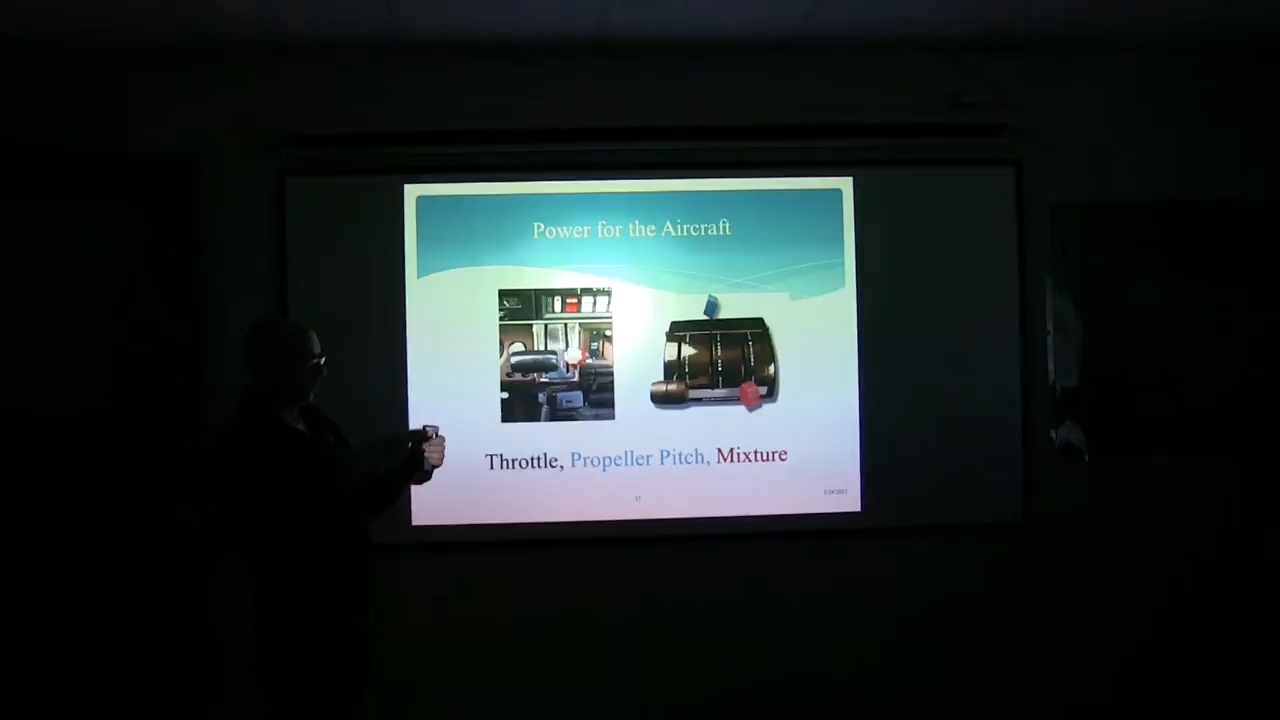 Power for the Aircraft
Throttle, Propeller Pitch, Mixture